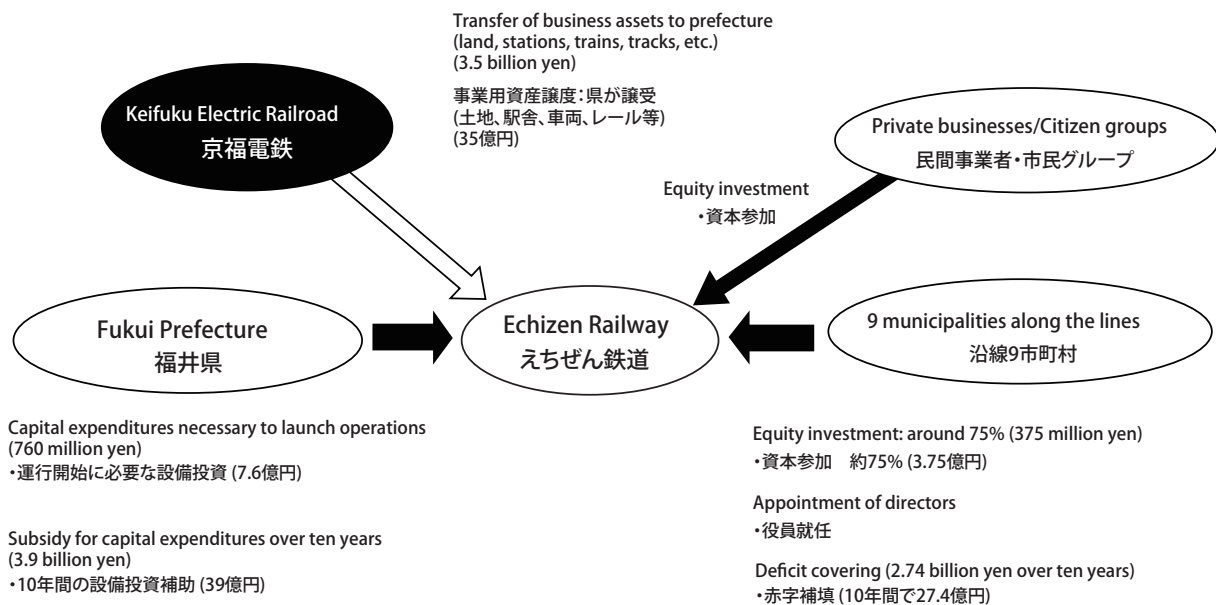 Transfer of business assets to prefecture
(land, stations, trains, tracks, etc.)
(3.5 billion yen)
事業用資産譲度：県が譲受
(土地、駅舎、車両、レール等)
(35億円)
Keifuku Electric Railroad
京福電鉄
Private businesses/Citizen groups
民間事業者・市民グループ
Equity investment
・資本参加
Fukui Prefecture
福井県
Echizen Railway
えちぜん鉄道
9 municipalities along the lines
沿線9市町村
Capital expenditures necessary to launch operations
(760 million yen)
・運行開始に必要な設備投資 (7.6億円)
Subsidy for capital expenditures over ten years
(3.9 billion yen)
・10年間の設備投資補助 (39億円)
Equity investment: around 75% (375 million yen)
・資本参加　約75% (3.75億円)
Appointment of directors
・役員就任
Deficit covering (2.74 billion yen over ten years)
・赤字補填 (10年間で27.4億円)